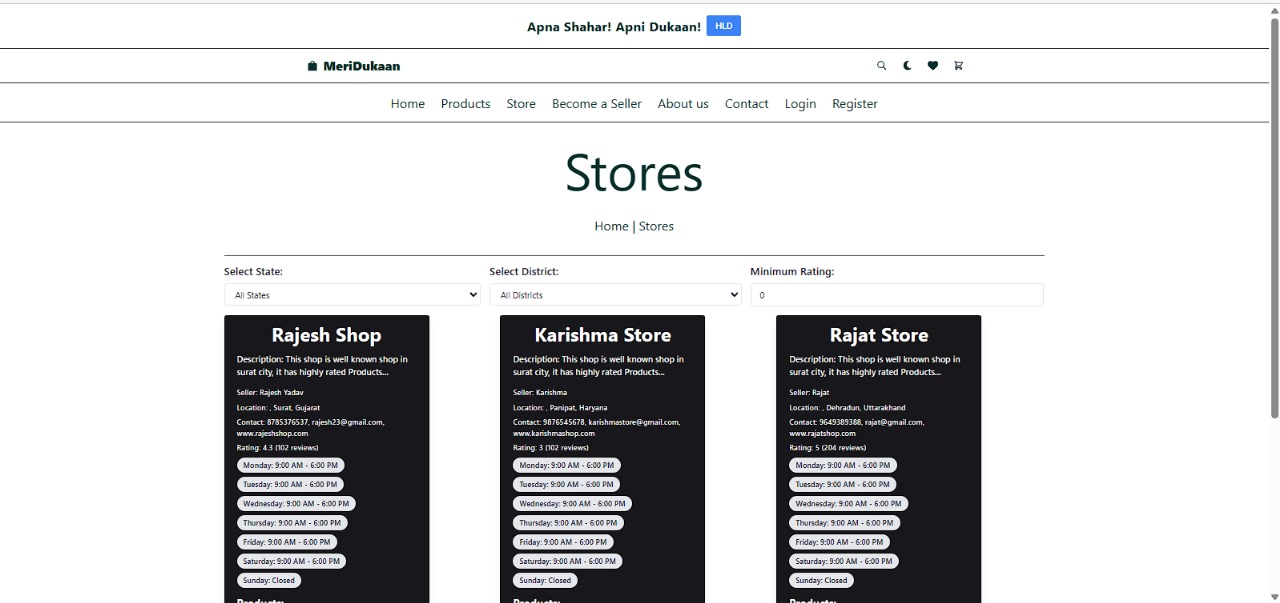 Apna Shahar! Apni Dukaan! HLD
MeriDukaan
Home Products Store Become a Seller About us Contact Login Register
Stores
Home | Stores
Select State: Select District: Minimum Rating:
All States All Districts 0
Rajesh Shop
Description: This shop is well known shop in
surat city, it has highly rated Products...
Seller: Rajesh Yadav
Location: , Surat, Gujarat
Contact: 8785376537, rajesh23@gmail.com,
www.rajeshshop.com
Rating: 4.3 (102 reviews)
Monday: 9:00 AM - 6:00 PM
Tuesday: 9:00 AM - 6:00 PM
Wednesday: 9:00 AM - 6:00 PM
Thursday: 9:00 AM - 6:00 PM
Friday: 9:00 AM - 6:00 PM
Saturday: 9:00 AM - 6:00 PM
Sunday: Closed
Products:
Karishma Store
Description: This shop is well known shop in
surat city, it has highly rated Products...
Seller: Karishma
Location: , Panipat, Haryana
Contact: 9876545678, karishmastore@gmail.com,
www.karishmashop.com
Rating: 3 (102 reviews)
Monday: 9:00 AM - 6:00 PM
Tuesday: 9:00 AM - 6:00 PM
Wednesday: 9:00 AM - 6:00 PM
Thursday: 9:00 AM - 6:00 PM
Friday: 9:00 AM - 6:00 PM
Saturday: 9:00 AM - 6:00 PM
Sunday: Closed
Products:
Rajat Store
Description: This shop is well known shop in
surat city, it has highly rated Products...
Seller: Rajat
Location: , Dehradun, Uttarakhand
Contact: 9649389388, rajat@gmail.com,
www.rajatshop.com
Rating: 5 (204 reviews)
Monday: 9:00 AM - 6:00 PM
Tuesday: 9:00 AM - 6:00 PM
Wednesday: 9:00 AM - 6:00 PM
Thursday: 9:00 AM - 6:00 PM
Friday: 9:00 AM - 6:00 PM
Saturday: 9:00 AM - 6:00 PM
Sunday: Closed
Products: